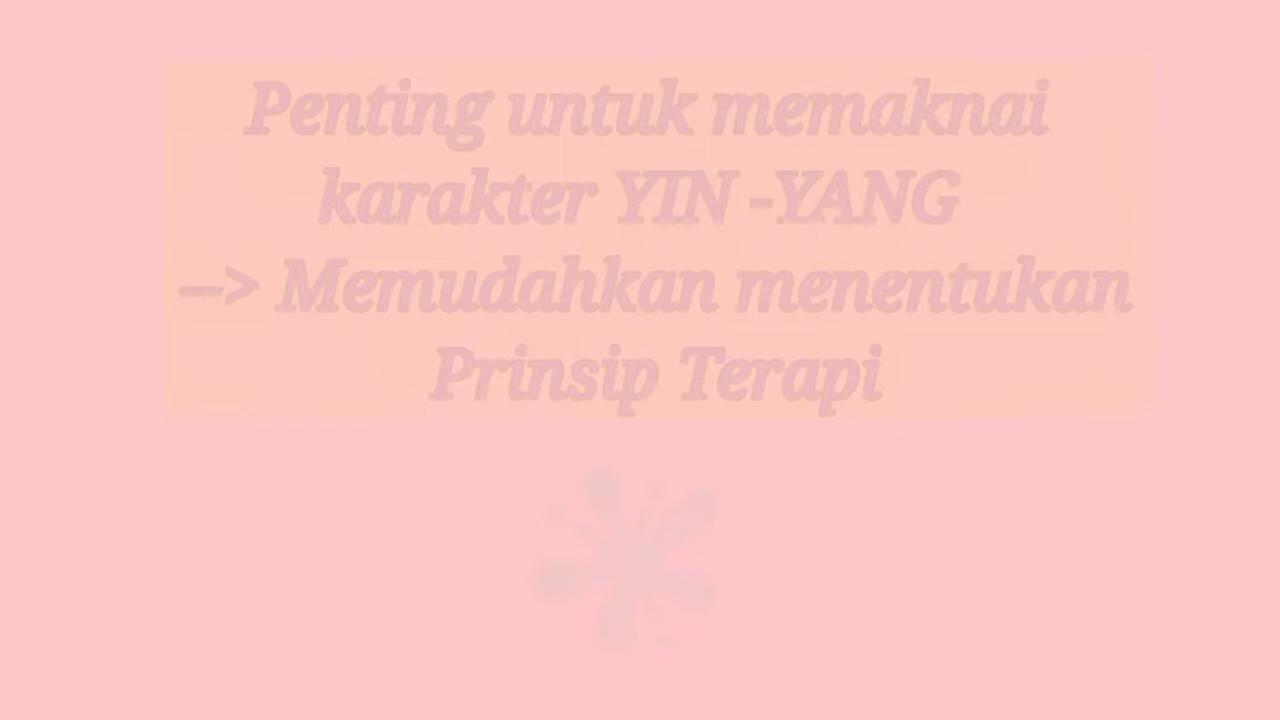 Penting untuk memaknai
karakter YIN -YANG
--> Memudahkan menentukan
Prinsip Terapi